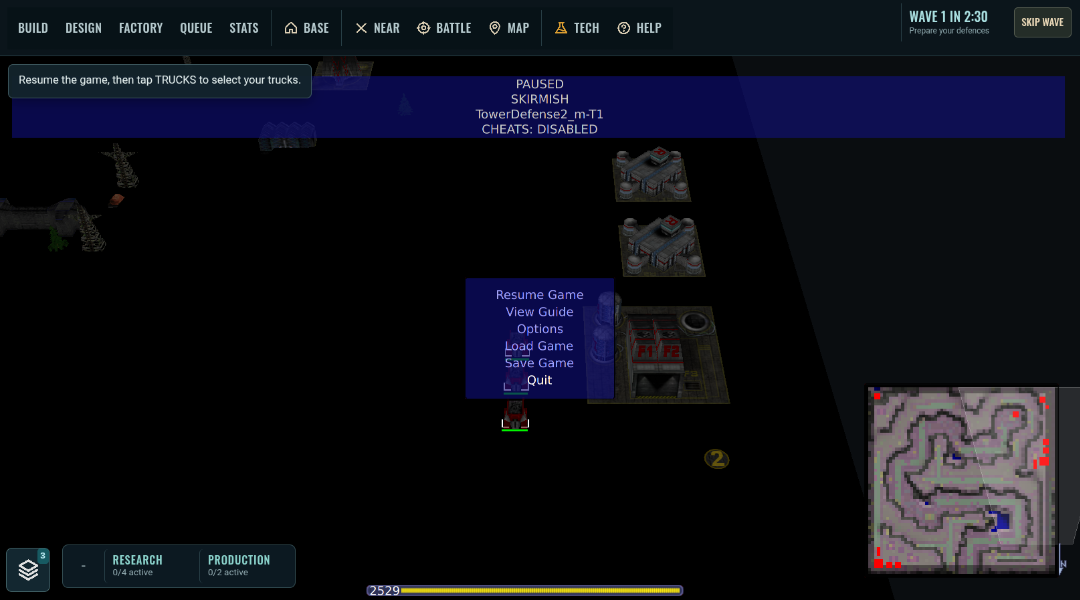 BUILD DESIGN FACTORY QUEUE STATS BASE NEAR BATTLE MAP TECH HELP
WAVE 1 IN 2:30
Prepare your defences
SKIP WAVE
Resume the game, then tap TRUCKS to select your trucks.
PAUSED
SKIRMISH
TowerDefense2_m-T1
CHEATS: DISABLED
Resume Game
View Guide
Options
Load Game
Save Game
Quit
F1 F2
2
3
-
RESEARCH
0/4 active
PRODUCTION
0/2 active
2529
N